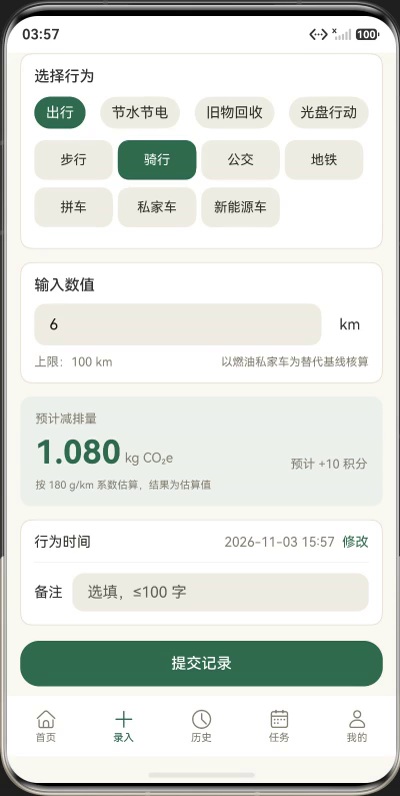 03:57
100
选择行为
出行 节水节电 旧物回收 光盘行动
步行 骑行 公交 地铁
拼车 私家车 新能源车
输入数值
6 km
上限：100 km 以燃油私家车为替代基线核算
预计减排量
1.080 kg CO₂e 预计 +10 积分
按 180 g/km 系数估算，结果为估算值
行为时间 2026-11-03 15:57 修改
备注 选填，≤100 字
提交记录
首页 录入 历史 任务 我的